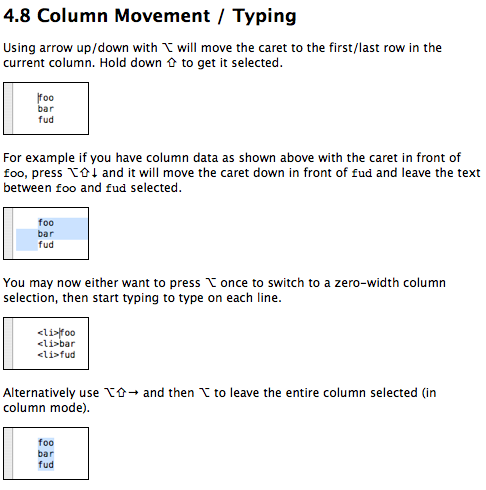 4.8 Column Movement / Typing
Using arrow up/down with ⌥ will move the caret to the first/last row in the
current column. Hold down ⇧ to get it selected.
foo
bar
fud
For example if you have column data as shown above with the caret in front of
foo, press ⌥⇧↓ and it will move the caret down in front of fud and leave the text
between foo and fud selected.
foo
bar
fud
You may now either want to press ⌥ once to switch to a zero-width column
selection, then start typing to type on each line.
<li>foo
<li>bar
<li>fud
Alternatively use ⌥⇧→ and then ⌥ to leave the entire column selected (in
column mode).
foo
bar
fud